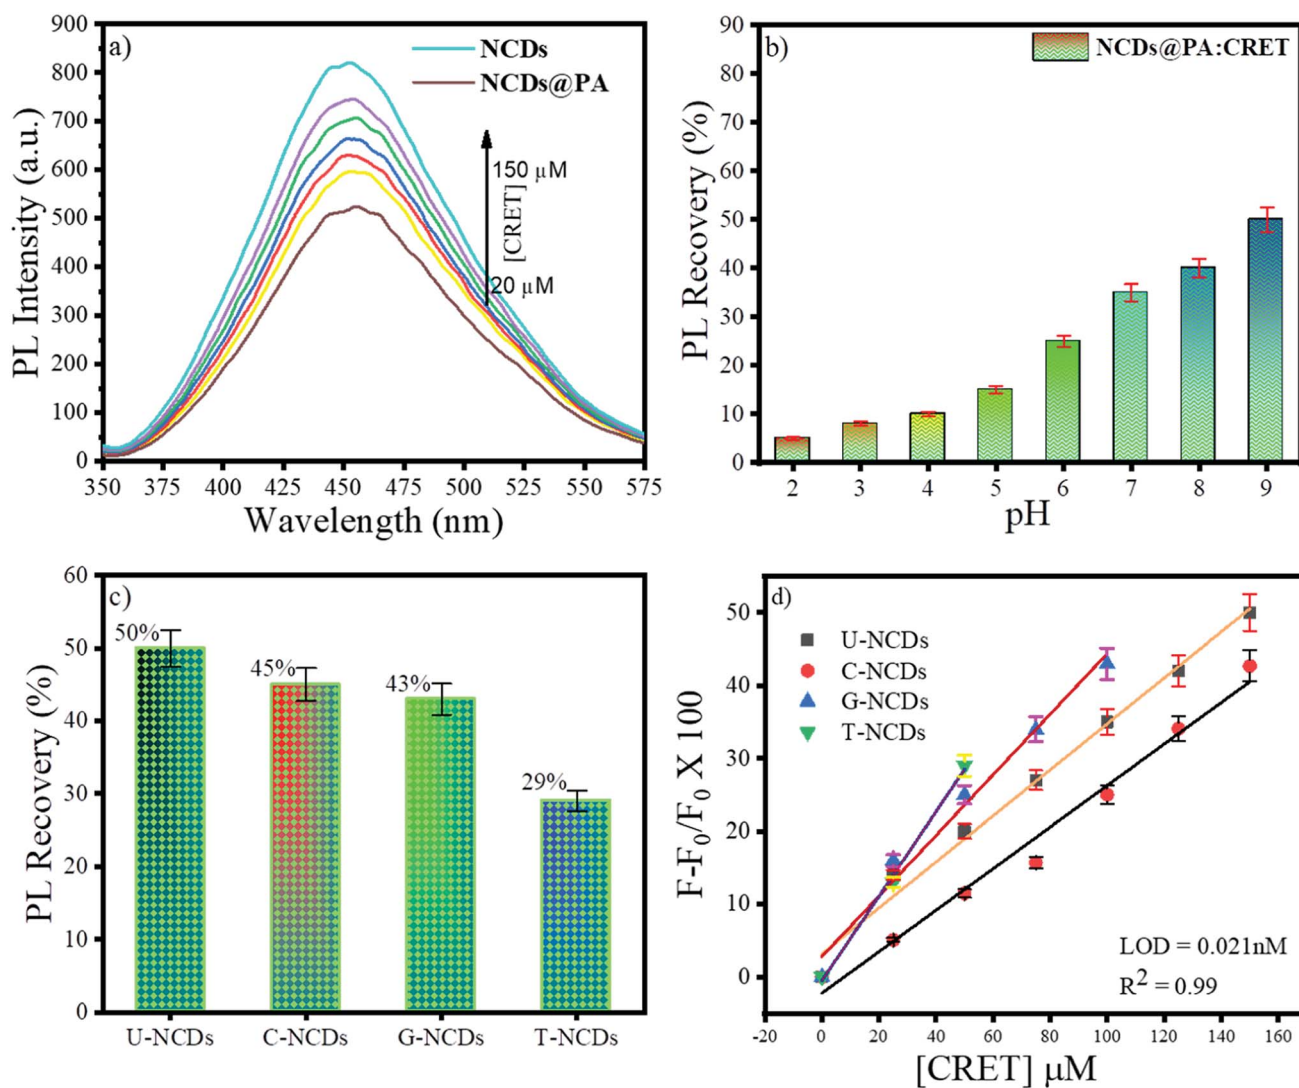 a)
NCDs
NCDs@PA
150 μM
[CRET]
20 μM
900
800
700
600
500
400
300
200
100
0
PL Intensity (a.u.)
350 375 400 425 450 475 500 525 550 575
Wavelength (nm)
b)
NCDs@PA:CRET
90
80
70
60
50
40
30
20
10
0
PL Recovery (%)
2 3 4 5 6 7 8 9
pH
c)
60
50
40
30
20
10
0
PL Recovery (%)
50%
45%
43%
29%
U-NCDs C-NCDs G-NCDs T-NCDs
d)
U-NCDs
C-NCDs
G-NCDs
T-NCDs
50
40
30
20
10
0
F-F0/F0 X 100
LOD = 0.021nM
R2 = 0.99
-20 0 20 40 60 80 100 120 140 160
[CRET] μM